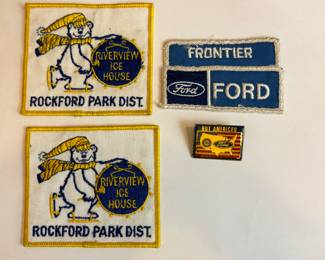 RIVERVIEW
ICE
HOUSE
ROCKFORD PARK DIST.
FRONTIER
Ford
FORD
BUY AMERICAN
RIVERVIEW
ICE
HOUSE
ROCKFORD PARK DIST.